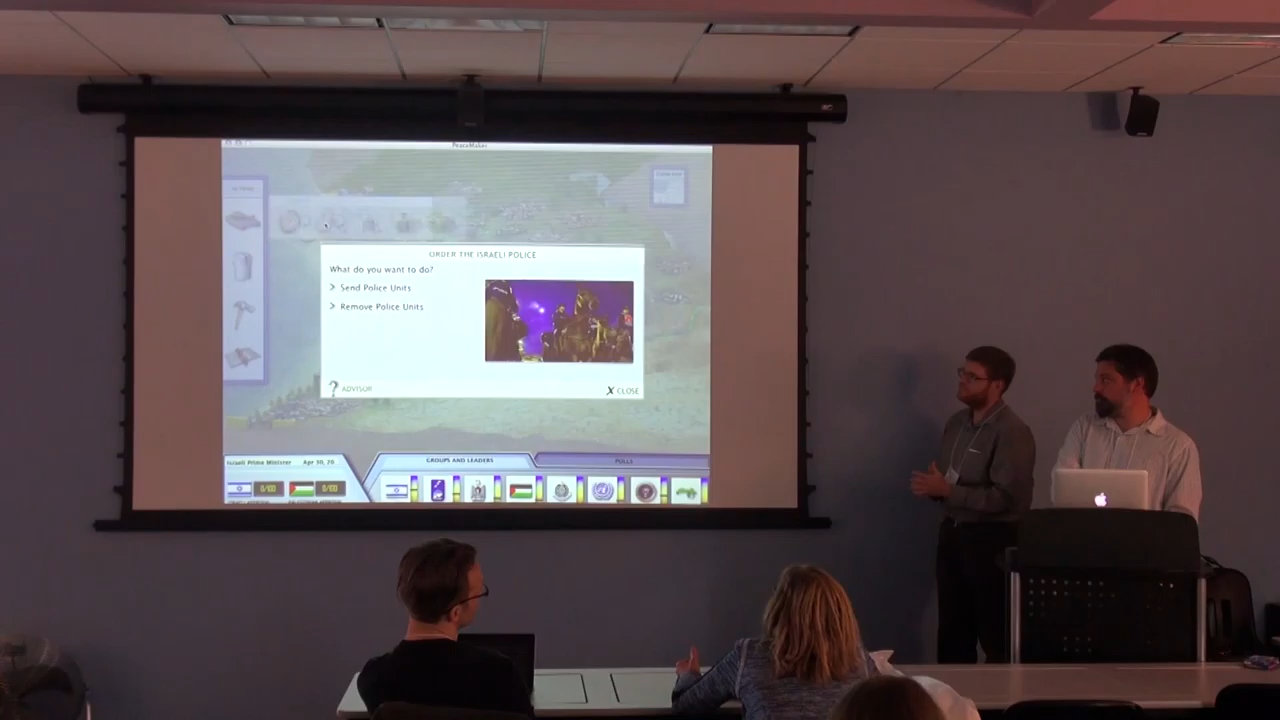 PeaceMaker
ORDER THE ISRAELI POLICE
What do you want to do?
> Send Police Units
> Remove Police Units
? ADVISOR
X CLOSE
Israeli Prime Minister
GROUPS AND LEADERS
POLLS